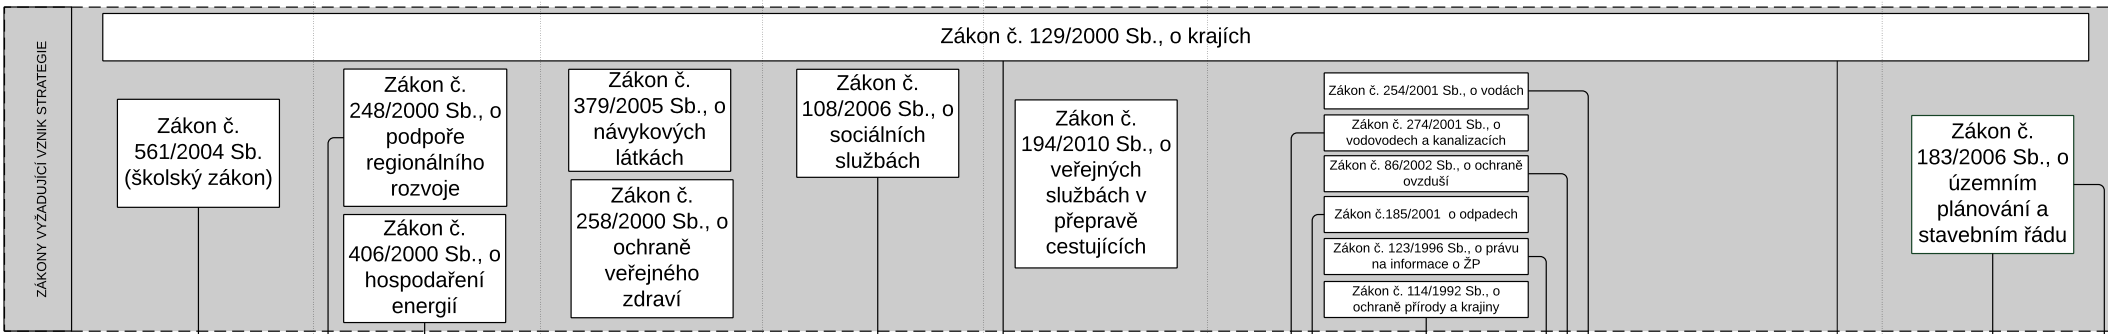 ZÁKONY VYŽADUJÍCÍ VZNIK STRATEGIE
Zákon č. 129/2000 Sb., o krajích
Zákon č.
561/2004 Sb.
(školský zákon)
Zákon č.
248/2000 Sb., o
podpoře
regionálního
rozvoje
Zákon č.
406/2000 Sb., o
hospodaření
energií
Zákon č.
379/2005 Sb., o
návykových
látkách
Zákon č.
258/2000 Sb., o
ochraně
veřejného
zdraví
Zákon č.
108/2006 Sb., o
sociálních
službách
Zákon č.
194/2010 Sb., o
veřejných
službách v
přepravě
cestujících
Zákon č. 254/2001 Sb., o vodách
Zákon č. 274/2001 Sb., o
vodovodech a kanalizacích
Zákon č. 86/2002 Sb., o ochraně
ovzduší
Zákon č.185/2001 o odpadech
Zákon č. 123/1996 Sb., o právu
na informace o ŽP
Zákon č. 114/1992 Sb., o
ochraně přírody a krajiny
Zákon č.
183/2006 Sb., o
územním
plánování a
stavebním řádu